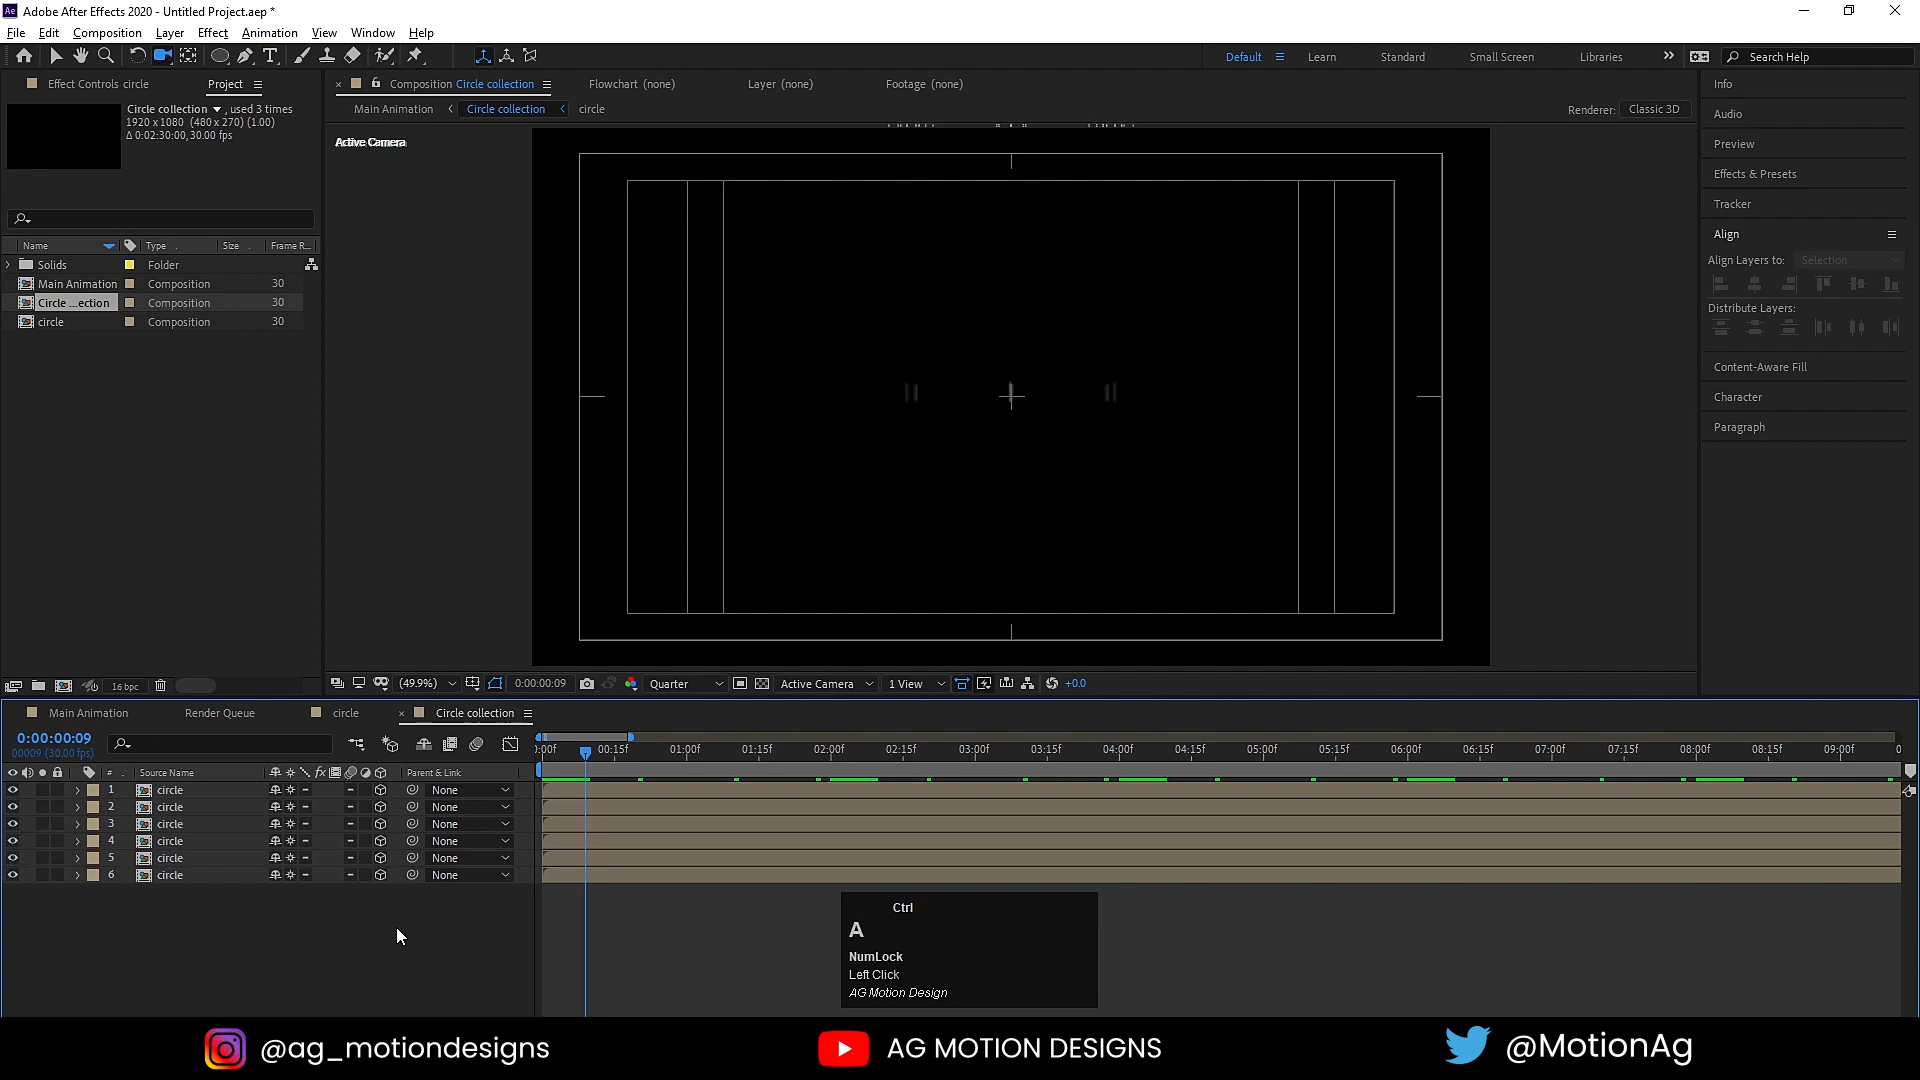 Adobe After Effects 2020 - Untitled Project.aep *
File Edit Composition Layer Effect Animation View Window Help
Default Learn Standard Small Screen Libraries Search Help
Effect Controls circle Project
Circle collection , used 3 times
1920 x 1080 (480 x 270) (1.00)
Δ 0:02:30:00, 30.00 fps
Name Type Size Frame R...
Solids Folder
Main Animation Composition 30
Circle ...ection Composition 30
circle Composition 30
16 bpc
Composition Circle collection Flowchart (none) Layer (none) Footage (none)
Main Animation Circle collection circle
Renderer: Classic 3D
Active Camera
(49.9%) 0:00:00:09 Quarter Active Camera 1 View +0.0
Info
Audio
Preview
Effects & Presets
Tracker
Align
Align Layers to: Selection
Distribute Layers:
Content-Aware Fill
Character
Paragraph
Main Animation Render Queue circle Circle collection
0:00:00:09
00009 (30.00 fps)
):00f 00:15f 01:00f 01:15f 02:00f 02:15f 03:00f 03:15f 04:00f 04:15f 05:00f 05:15f 06:00f 06:15f 07:00f 07:15f 08:00f 08:15f 09:00f 0
# Source Name fx Parent & Link
1 circle None
2 circle None
3 circle None
4 circle None
5 circle None
6 circle None
Ctrl
A
NumLock
Left Click
AG Motion Design
@ag_motiondesigns AG MOTION DESIGNS @MotionAg